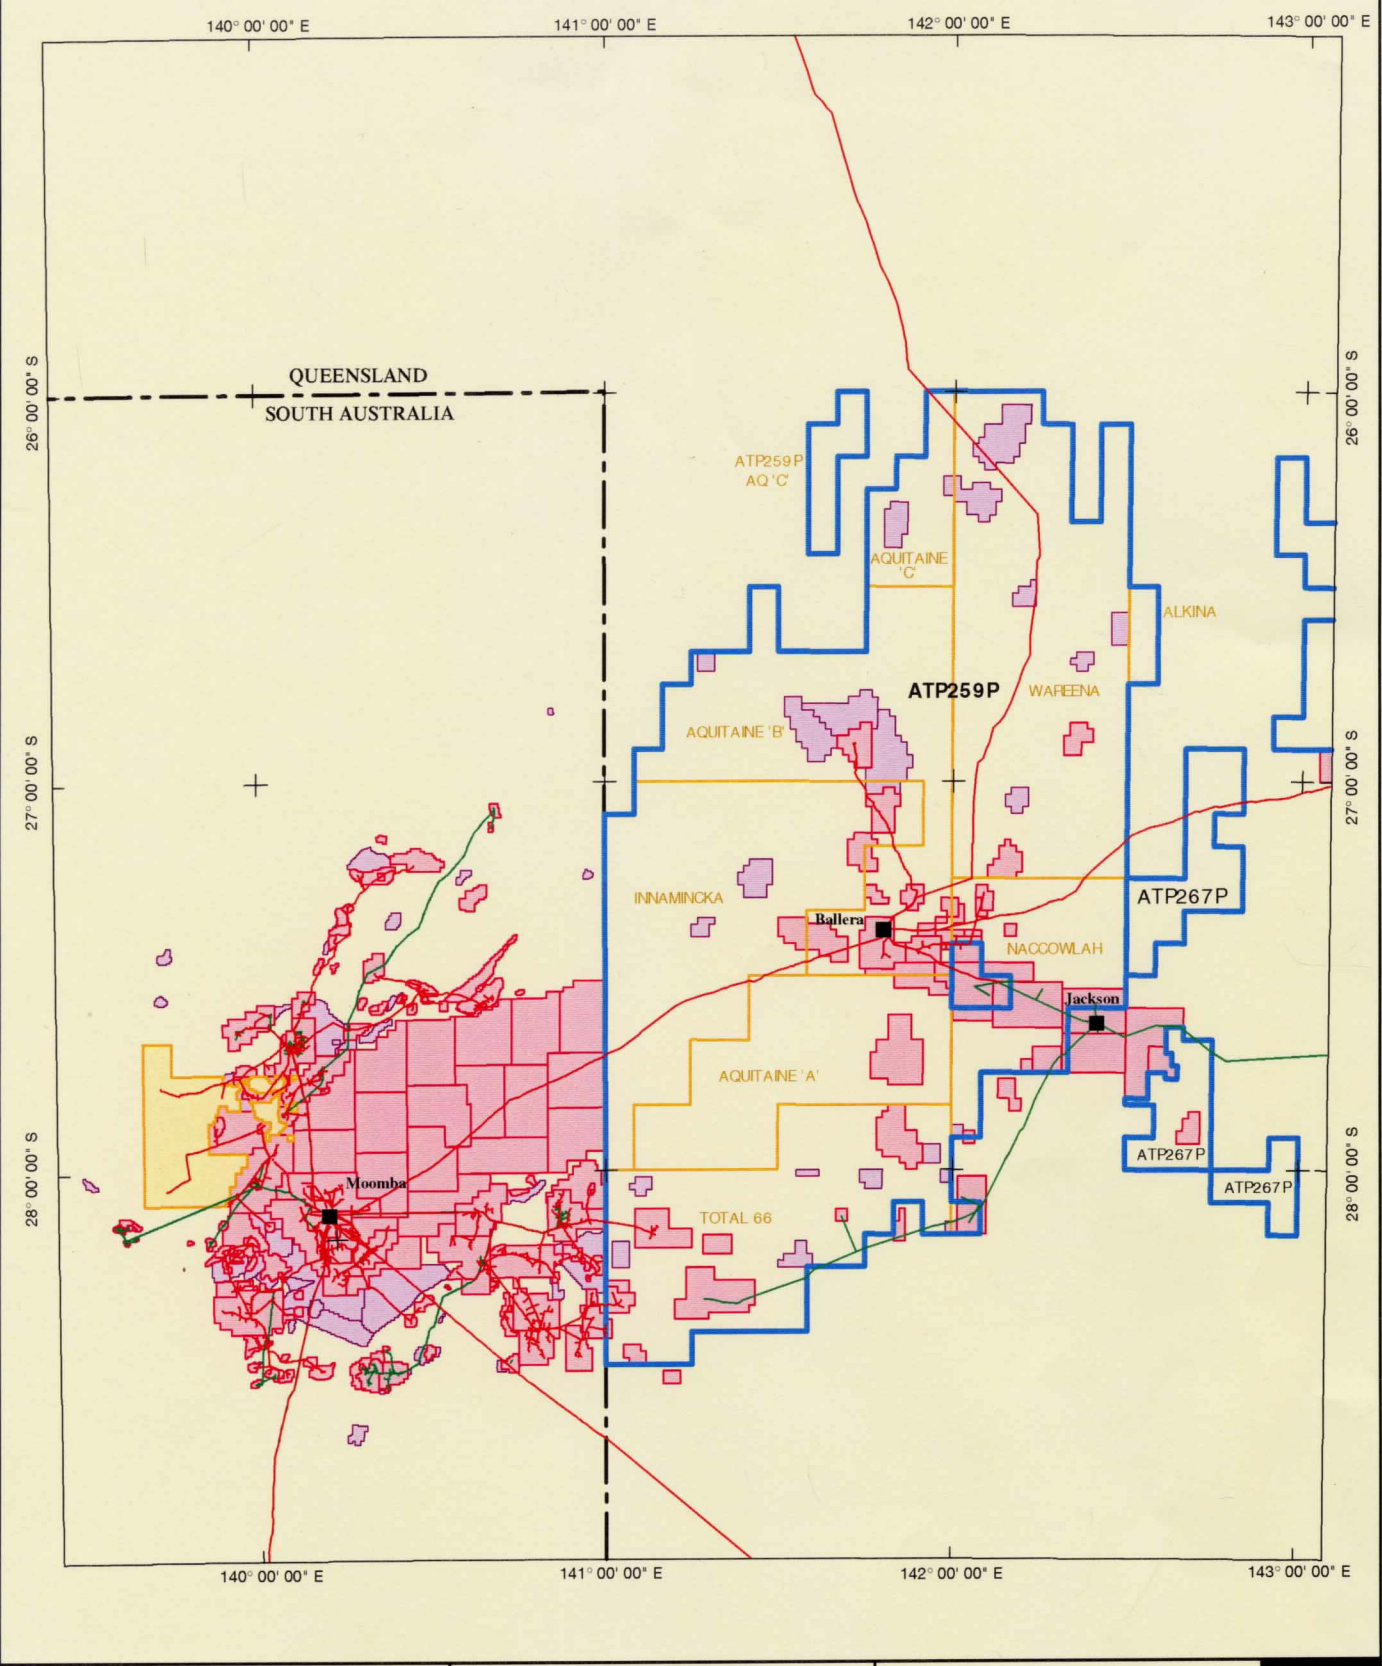 140° 00' 00" E
141° 00' 00" E
142° 00' 00" E
143° 00' 00" E
26° 00' 00" S
QUEENSLAND
SOUTH AUSTRALIA
26° 00' 00" S
ATP259P
AQ 'C'
AQUITAINE
'C'
ALKINA
ATP259P
WAREENA
AQUITAINE 'B'
27° 00' 00" S
27° 00' 00" S
INNAMINCKA
ATP267P
Ballera
NACCOWLAH
Jackson
AQUITAINE 'A'
28° 00' 00" S
28° 00' 00" S
ATP267P
Moomba
ATP267P
TOTAL 66
140° 00' 00" E
141° 00' 00" E
142° 00' 00" E
143° 00' 00" E